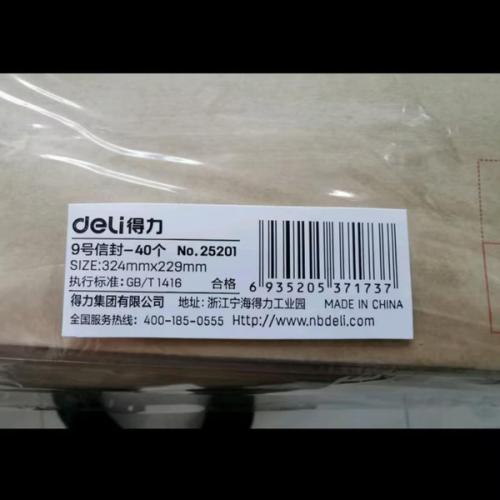 deli得力
9号信封-40个 No.25201
SIZE:324mmx229mm
执行标准:GB/T1416 合格
6 935205 371737
得力集团有限公司 地址:浙江宁海得力工业园 MADE IN CHINA
全国服务热线: 400-185-0555 Http://www.nbdeli.com